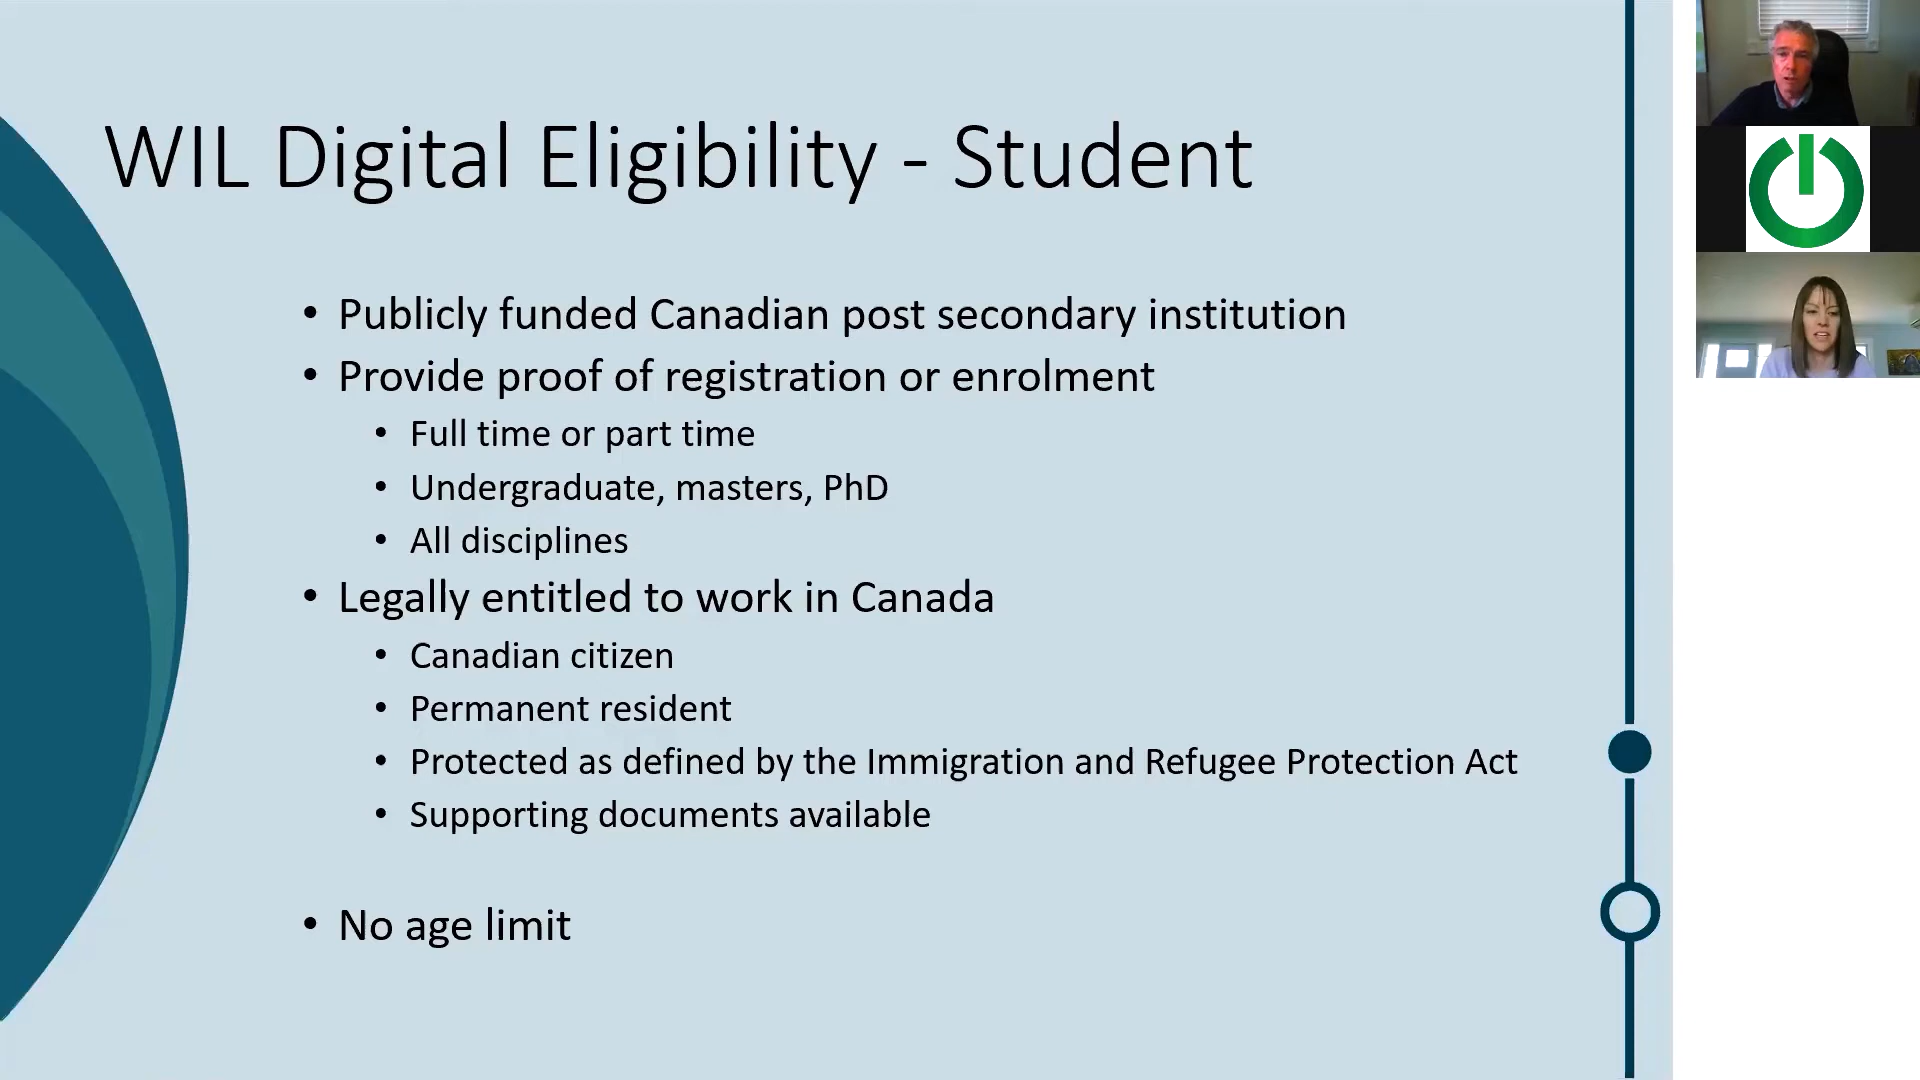 WIL Digital Eligibility - Student
• Publicly funded Canadian post secondary institution
• Provide proof of registration or enrolment
• Full time or part time
• Undergraduate, masters, PhD
• All disciplines
• Legally entitled to work in Canada
• Canadian citizen
• Permanent resident
• Protected as defined by the Immigration and Refugee Protection Act
• Supporting documents available
• No age limit